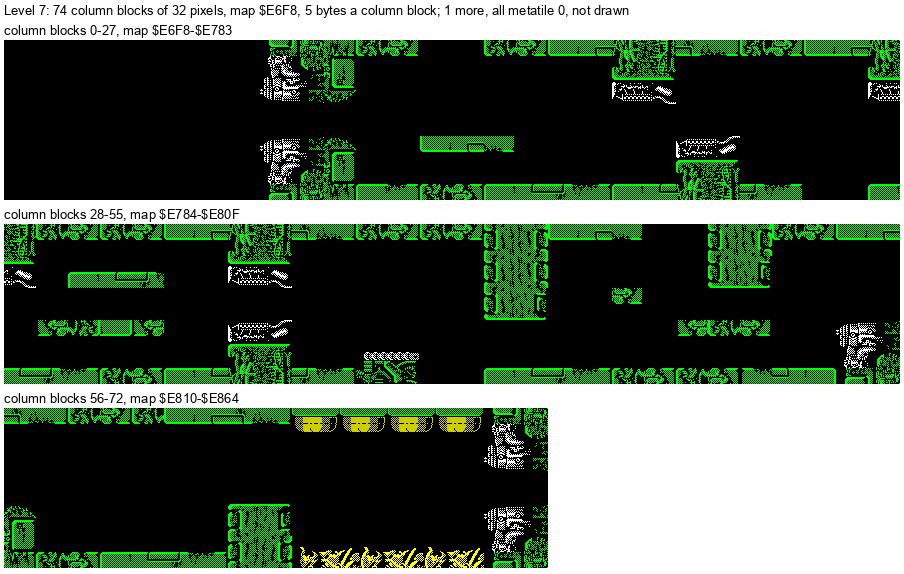 Level 7: 74 column blocks of 32 pixels, map $E6F8, 5 bytes a column block; 1 more, all metatile 0, not drawn
column blocks 0-27, map $E6F8-$E783
column blocks 28-55, map $E784-$E80F
column blocks 56-72, map $E810-$E864